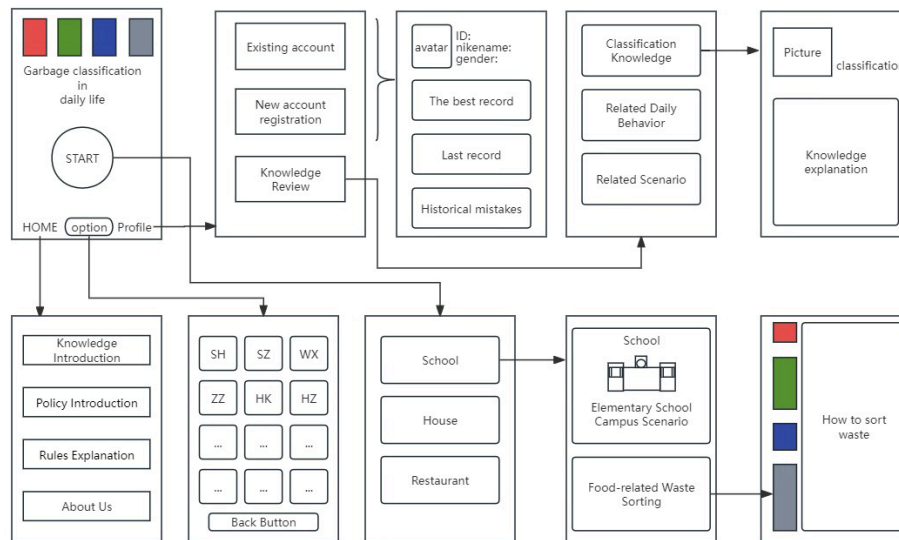 Garbage classification
in
daily life
START
HOME
option
Profile
Existing account
New account
registration
Knowledge
Review
avatar
ID:
nikename:
gender:
The best record
Last record
Historical mistakes
Classification
Knowledge
Related Daily
Behavior
Related Scenario
Picture
classification
Knowledge
explanation
Knowledge
Introduction
Policy Introduction
Rules Explanation
About Us
SH
SZ
WX
ZZ
HK
HZ
...
...
...
...
...
...
Back Button
School
House
Restaurant
School
Elementary School
Campus Scenario
Food-related Waste
Sorting
How to sort
waste